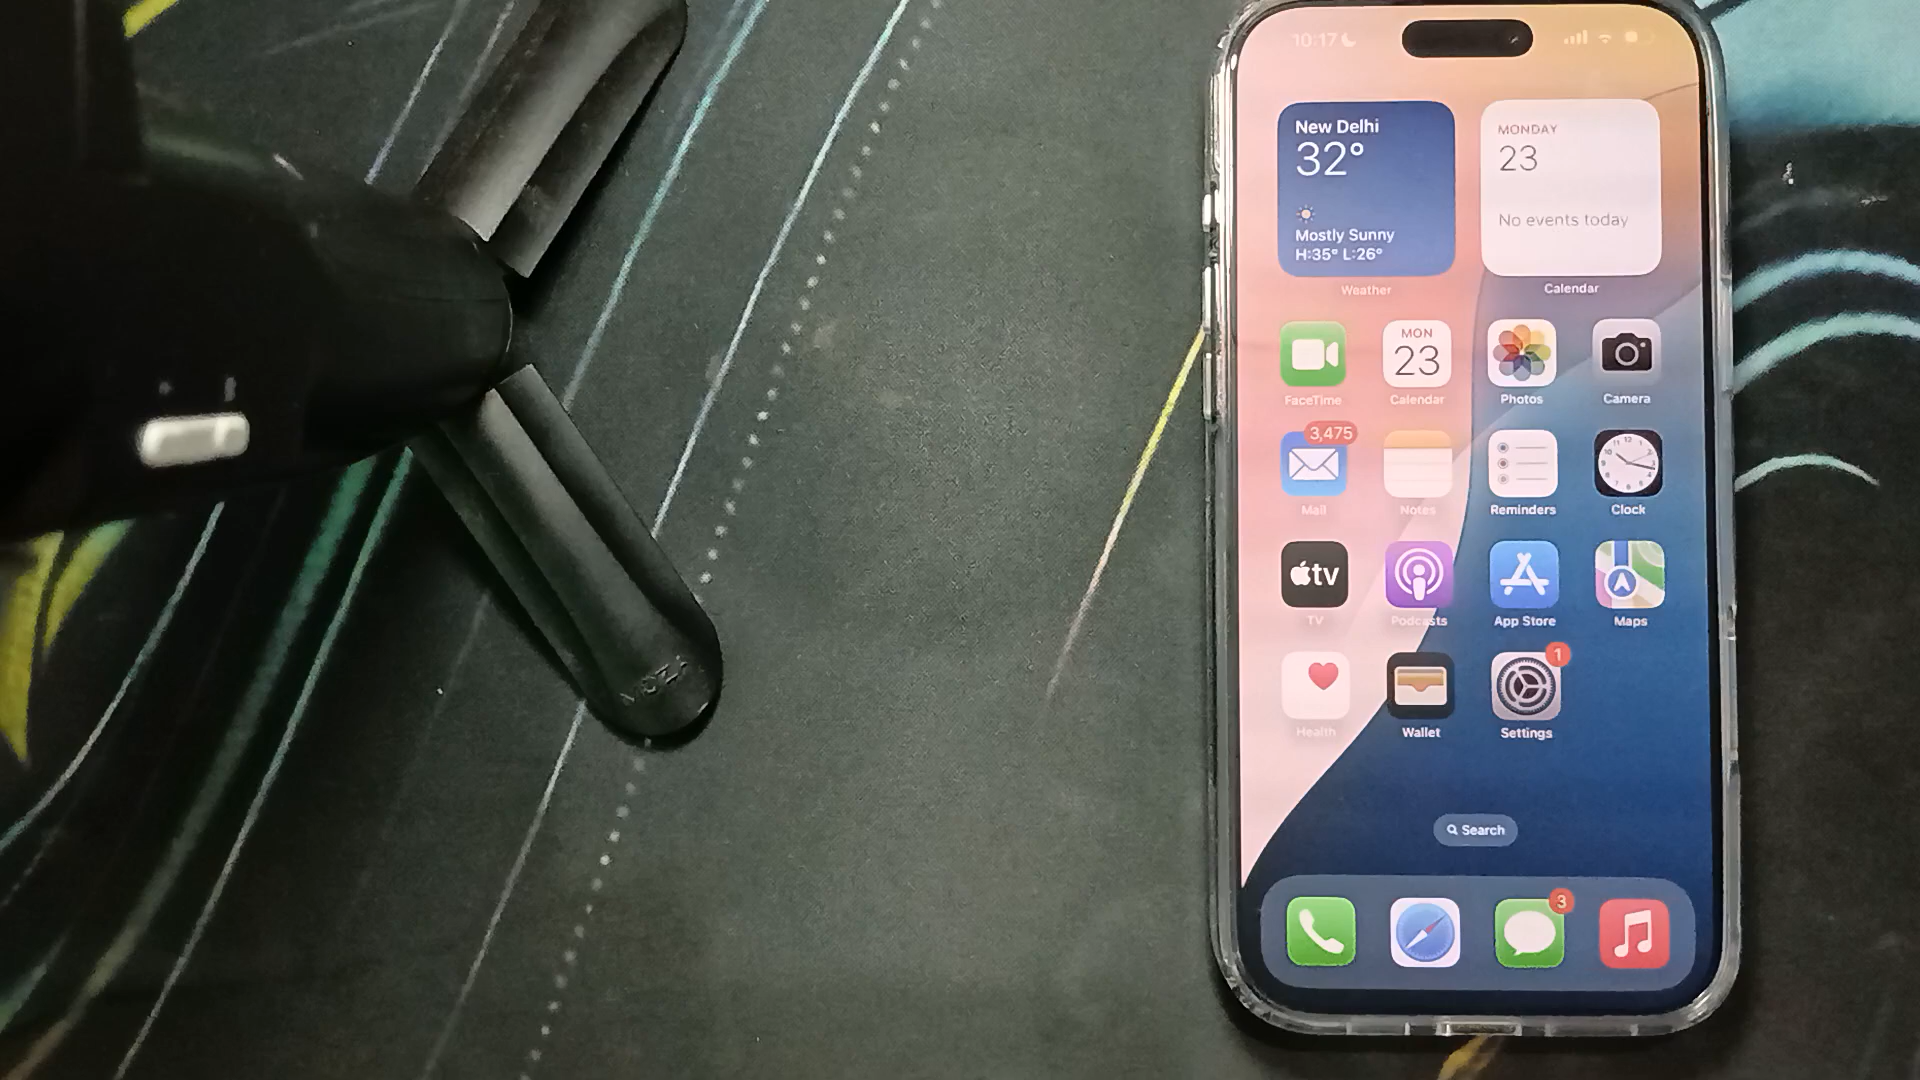 10:17
New Delhi
32°
Mostly Sunny
H:35° L:26°
Weather
MONDAY
23
No events today
Calendar
FaceTime
MON
23
Calendar
Photos
Camera
3,475
Mail
Notes
Reminders
12
Clock
tv
TV
Podcasts
App Store
Maps
Health
Wallet
1
Settings
Search
3
MOZA